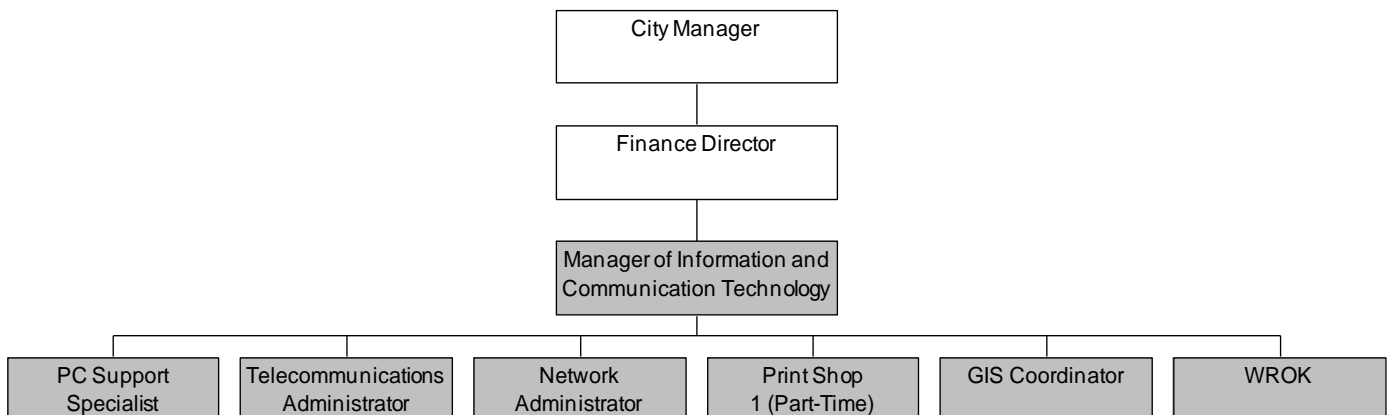 City Manager
Finance Director
Manager of Information and
Communication Technology
PC Support
Specialist
Telecommunications
Administrator
Network
Administrator
Print Shop
1 (Part-Time)
GIS Coordinator
WROK